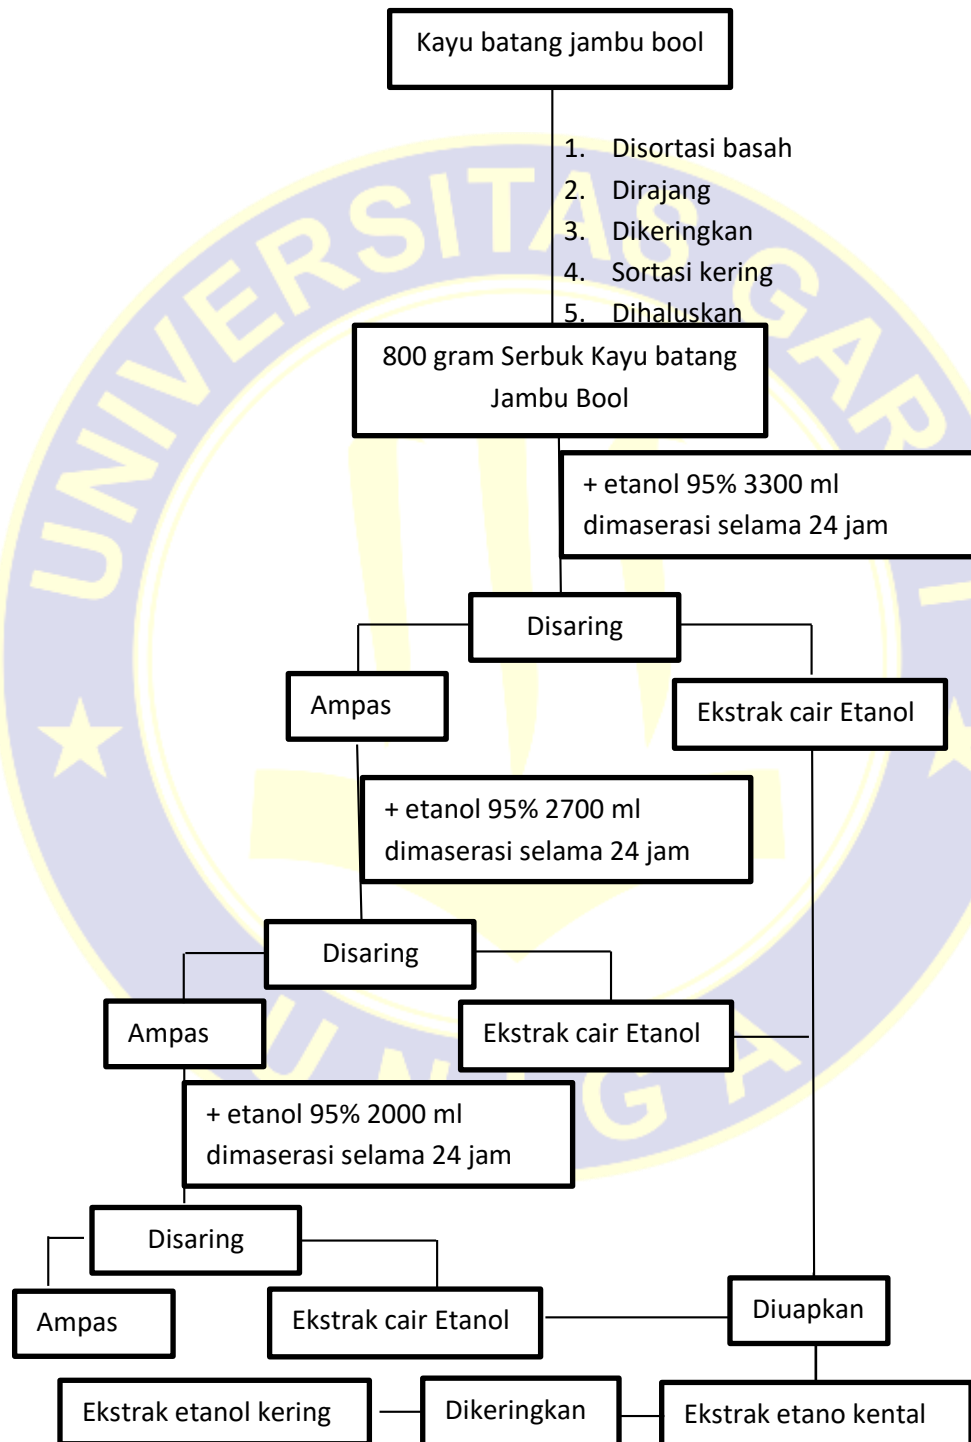 Kayu batang jambu bool
1. Disortasi basah
2. Dirajang
3. Dikeringkan
4. Sortasi kering
5. Dihaluskan
800 gram Serbuk Kayu batang
Jambu Bool
+ etanol 95% 3300 ml
dimaserasi selama 24 jam
Disaring
Ampas
Ekstrak cair Etanol
+ etanol 95% 2700 ml
dimaserasi selama 24 jam
Disaring
Ampas
Ekstrak cair Etanol
+ etanol 95% 2000 ml
dimaserasi selama 24 jam
Disaring
Ampas
Ekstrak cair Etanol
Diuapkan
Ekstrak etanol kering
Dikeringkan
Ekstrak etano kental
UNIVERSITAS GAR T
UNIGA